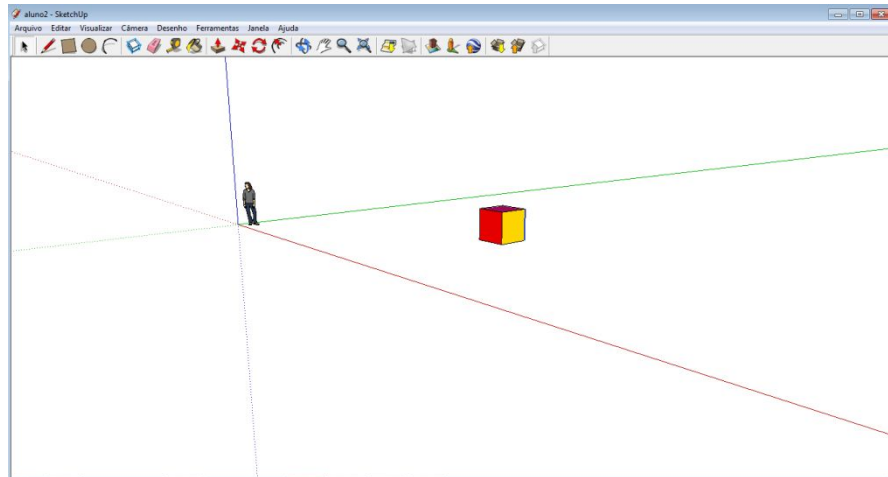 aluno2 - SketchUp
Arquivo Editar Visualizar Câmera Desenho Ferramentas Janela Ajuda